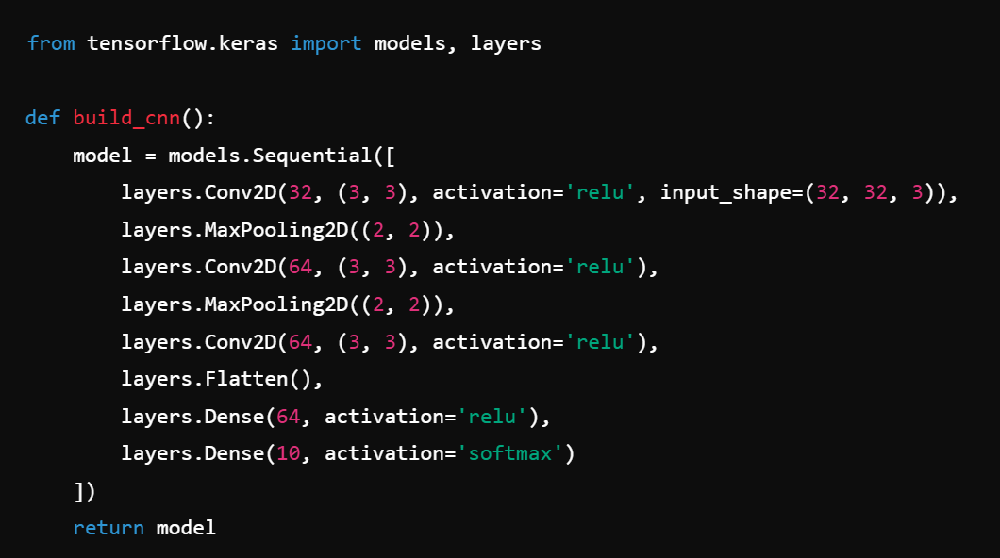 from tensorflow.keras import models, layers
def build_cnn():
    model = models.Sequential([
        layers.Conv2D(32, (3, 3), activation='relu', input_shape=(32, 32, 3)),
        layers.MaxPooling2D((2, 2)),
        layers.Conv2D(64, (3, 3), activation='relu'),
        layers.MaxPooling2D((2, 2)),
        layers.Conv2D(64, (3, 3), activation='relu'),
        layers.Flatten(),
        layers.Dense(64, activation='relu'),
        layers.Dense(10, activation='softmax')
    ])
    return model